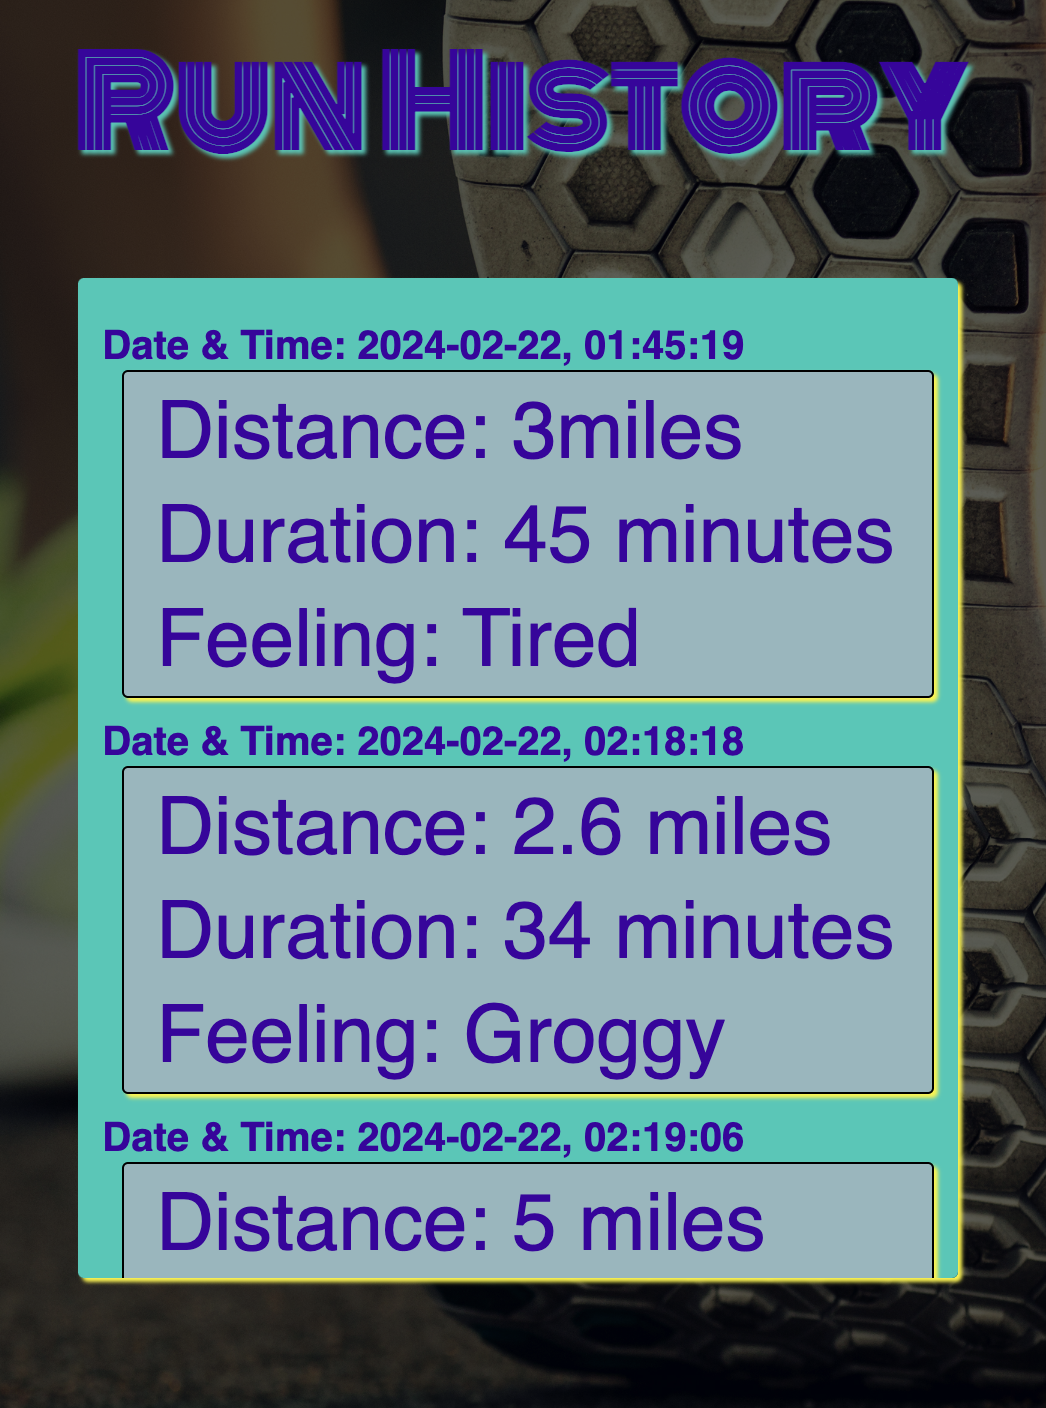 Run History
Date & Time: 2024-02-22, 01:45:19
Distance: 3miles
Duration: 45 minutes
Feeling: Tired
Date & Time: 2024-02-22, 02:18:18
Distance: 2.6 miles
Duration: 34 minutes
Feeling: Groggy
Date & Time: 2024-02-22, 02:19:06
Distance: 5 miles